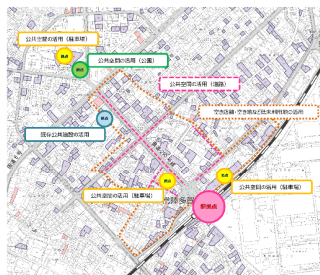 公共空間の活用（駐車場）
拠点
公共空間の活用（公園）
拠点
公共空間の活用（道路）
拠点
空き店舗・空き地など低未利用地の活用
既存公共施設の活用
拠点
拠点
公共空間の活用（駐車場）
公共空間の活用（駐車場）
駅拠点